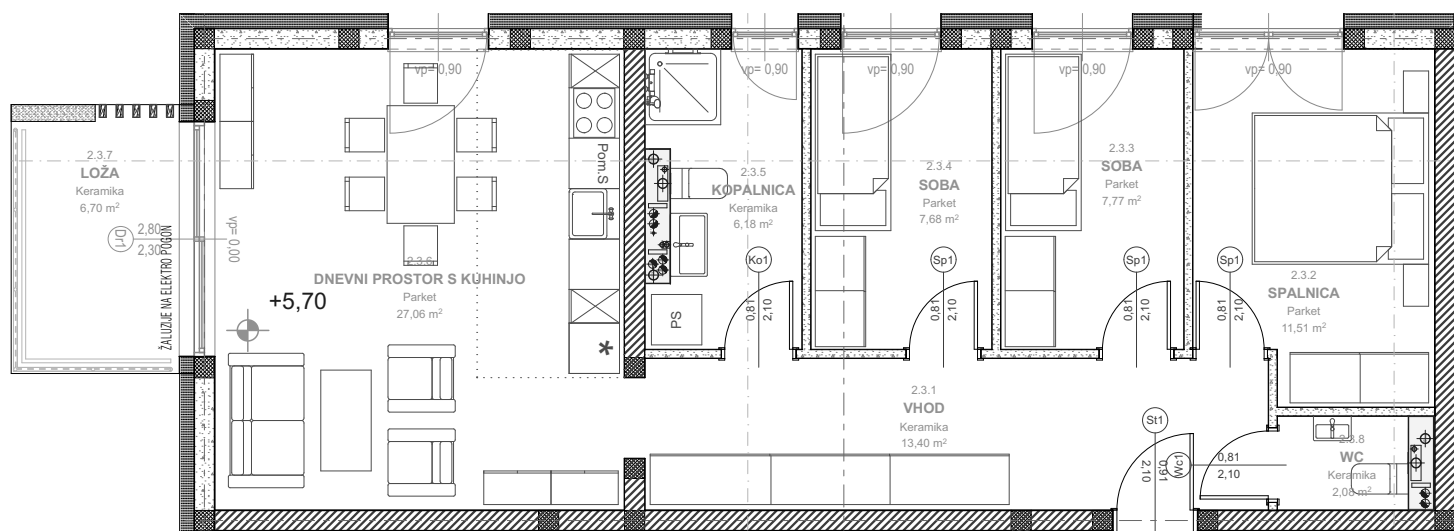 vp= 0,90
vp= 0,90
vp= 0,90
vp= 0,90
vp= 0,90
2.3.7
LOŽA
Keramika
6,70 m²
Dr1
2,80
2,30
vp= 0,00
ŽALUZIJE NA ELEKTRO POGON
2.3.6
DNEVNI PROSTOR S KUHINJO
Parket
27,06 m²
+5,70
Pom.S
*
2.3.5
KOPALNICA
Keramika
6,18 m²
PS
Ko1
0,81
2,10
2.3.4
SOBA
Parket
7,68 m²
Sp1
0,81
2,10
2.3.3
SOBA
Parket
7,77 m²
Sp1
0,81
2,10
2.3.2
SPALNICA
Parket
11,51 m²
Sp1
0,81
2,10
2.3.1
VHOD
Keramika
13,40 m²
St1
0,91
2,10
Wc1
0,81
2,10
2.3.8
WC
Keramika
2,08 m²